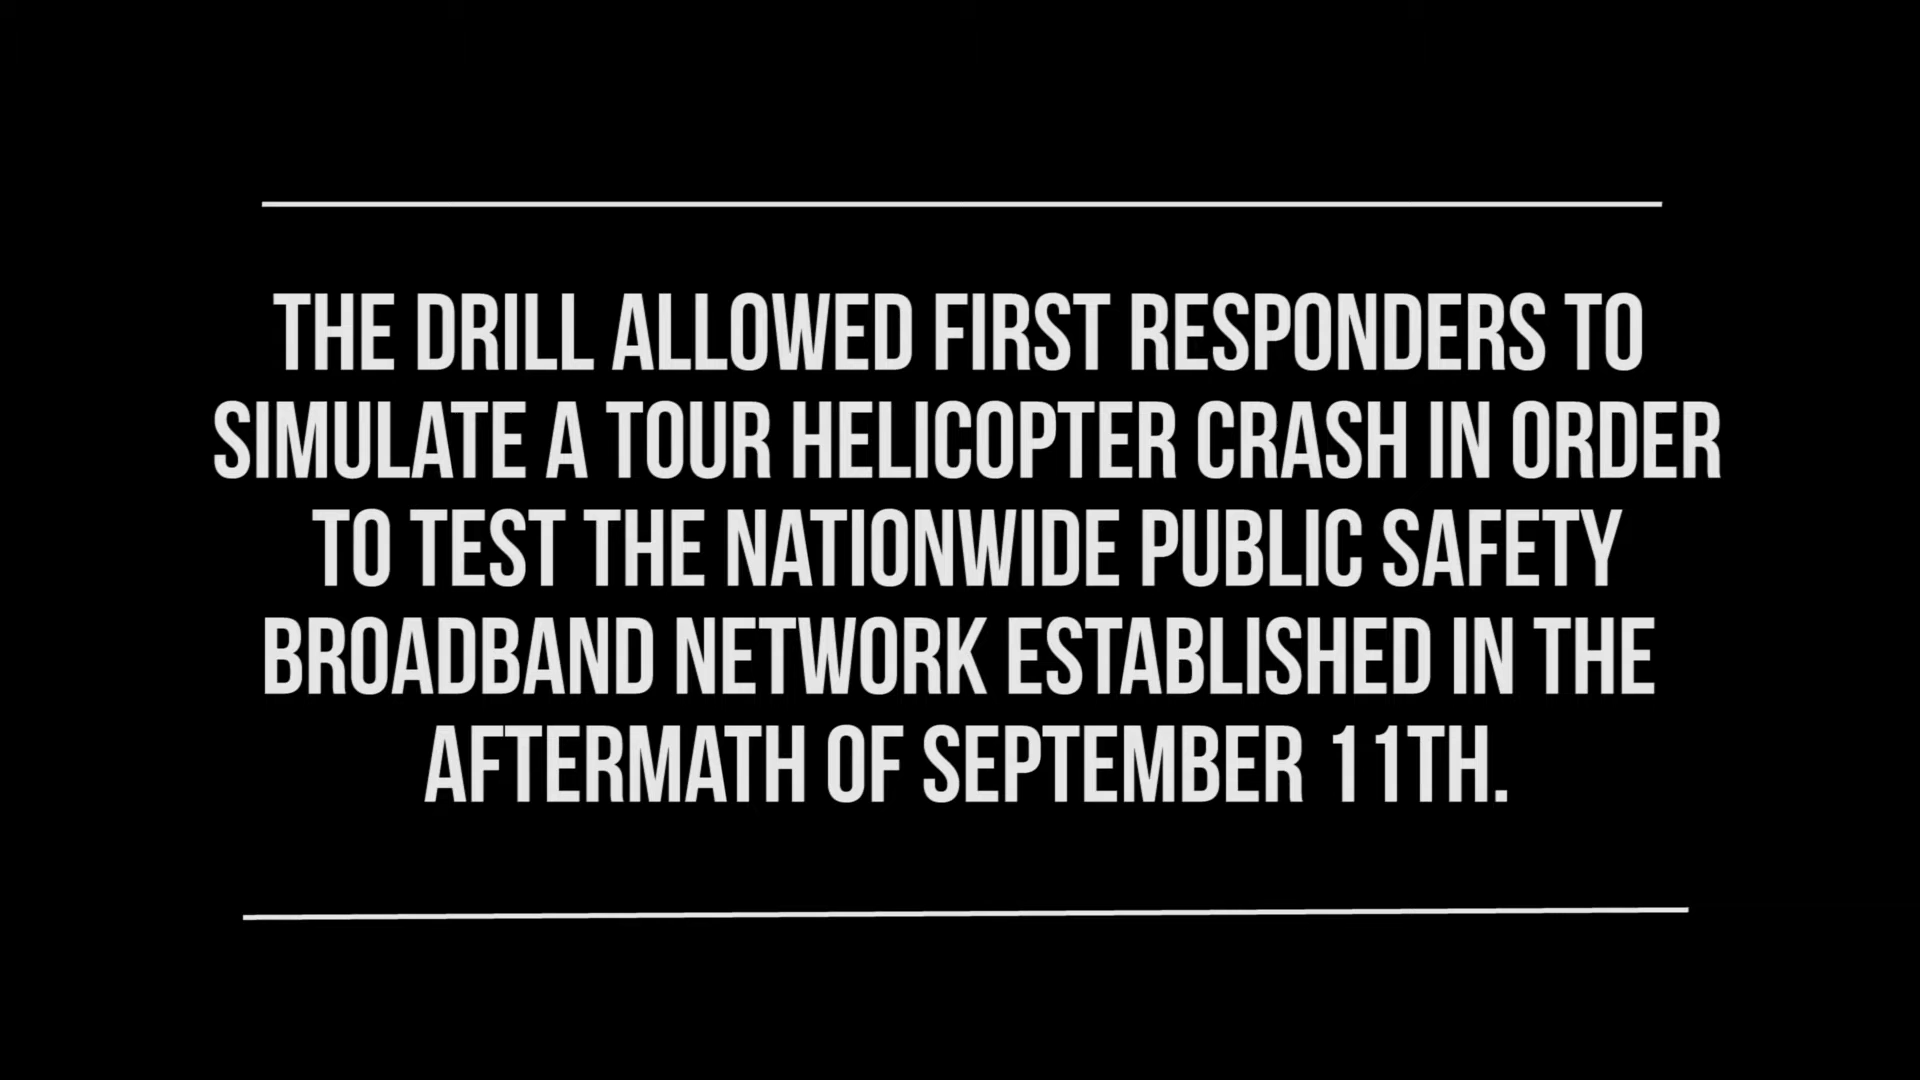 THE DRILL ALLOWED FIRST RESPONDERS TO
SIMULATE A TOUR HELICOPTER CRASH IN ORDER
TO TEST THE NATIONWIDE PUBLIC SAFETY
BROADBAND NETWORK ESTABLISHED IN THE
AFTERMATH OF SEPTEMBER 11TH.